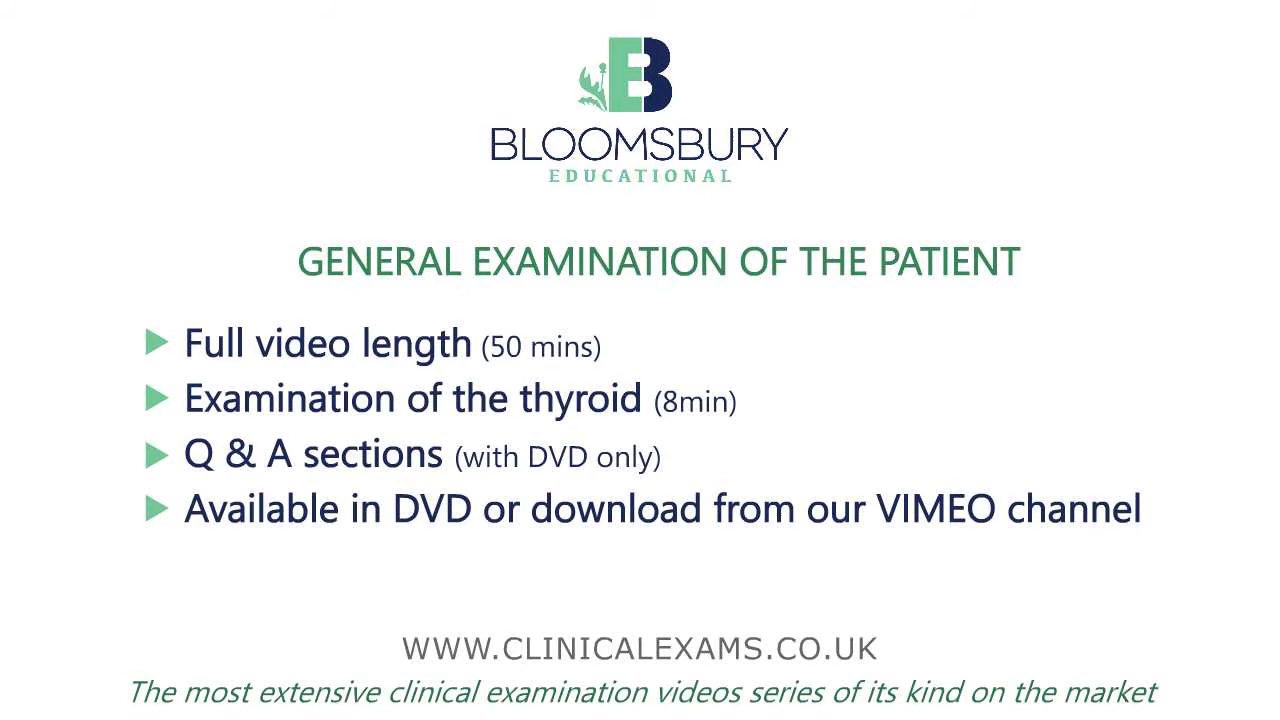 EB
BLOOMSBURY
EDUCATIONAL
GENERAL EXAMINATION OF THE PATIENT
Full video length (50 mins)
Examination of the thyroid (8min)
Q & A sections (with DVD only)
Available in DVD or download from our VIMEO channel
WWW.CLINICALEXAMS.CO.UK
The most extensive clinical examination videos series of its kind on the market